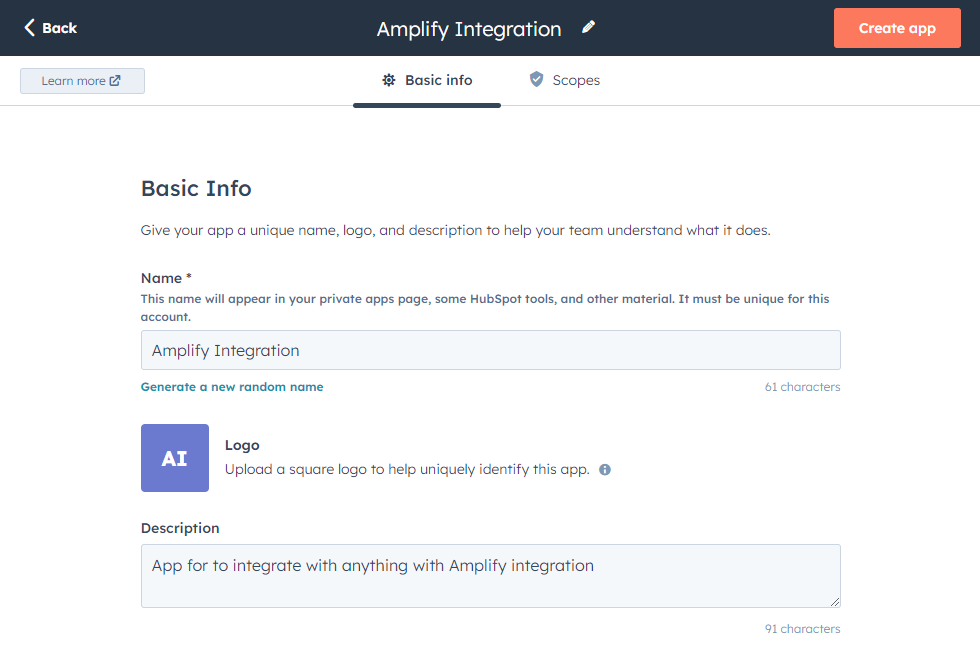 Back
Amplify Integration
Create app
Learn more
Basic info
Scopes
Basic Info
Give your app a unique name, logo, and description to help your team understand what it does.
Name *
This name will appear in your private apps page, some HubSpot tools, and other material. It must be unique for this
account.
Amplify Integration
Generate a new random name
61 characters
AI
Logo
Upload a square logo to help uniquely identify this app.
Description
App for to integrate with anything with Amplify integration
91 characters